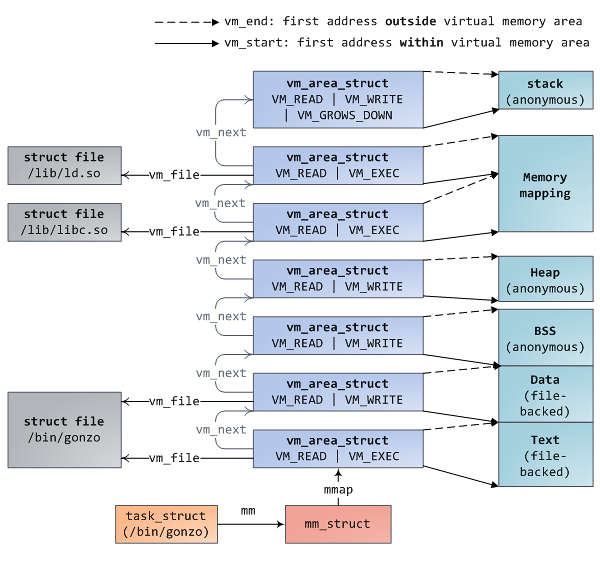 vm_end: first address outside virtual memory area
vm_start: first address within virtual memory area
vm_area_struct
VM_READ | VM_WRITE
| VM_GROWS_DOWN
stack
(anonymous)
vm_next
struct file
/lib/ld.so
vm_file
vm_area_struct
VM_READ | VM_EXEC
Memory
mapping
vm_next
struct file
/lib/libc.so
vm_file
vm_area_struct
VM_READ | VM_EXEC
vm_next
vm_area_struct
VM_READ | VM_WRITE
Heap
(anonymous)
vm_next
vm_area_struct
VM_READ | VM_WRITE
BSS
(anonymous)
vm_next
struct file
/bin/gonzo
vm_file
vm_area_struct
VM_READ | VM_WRITE
Data
(file-
backed)
vm_next
vm_file
vm_area_struct
VM_READ | VM_EXEC
Text
(file-
backed)
mmap
task_struct
(/bin/gonzo)
mm
mm_struct